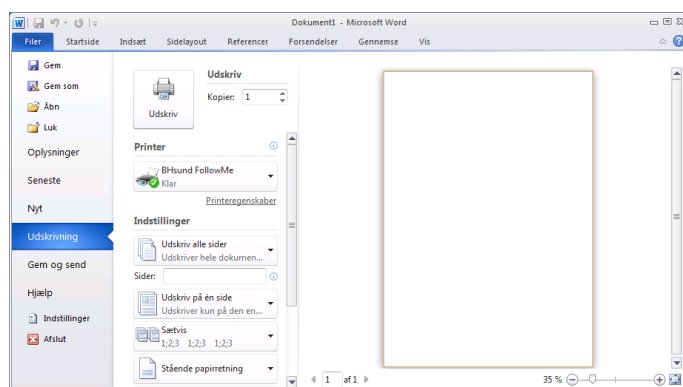 Dokument1 - Microsoft Word
Filer Startside Indsæt Sidelayout Referencer Forsendelser Gennemse Vis
Gem
Gem som
Åbn
Luk
Oplysninger
Seneste
Nyt
Udskrivning
Gem og send
Hjælp
Indstillinger
Afslut
Udskriv
Udskriv
Kopier: 1
Printer
BHsund FollowMe
Klar
Printeregenskaber
Indstillinger
Udskriv alle sider
Udskriver hele dokumen...
Sider:
Udskriv på én side
Udskriver kun på den en...
Sætvis
1;2;3 1;2;3 1;2;3
Stående papirretning
1 af 1
35 %